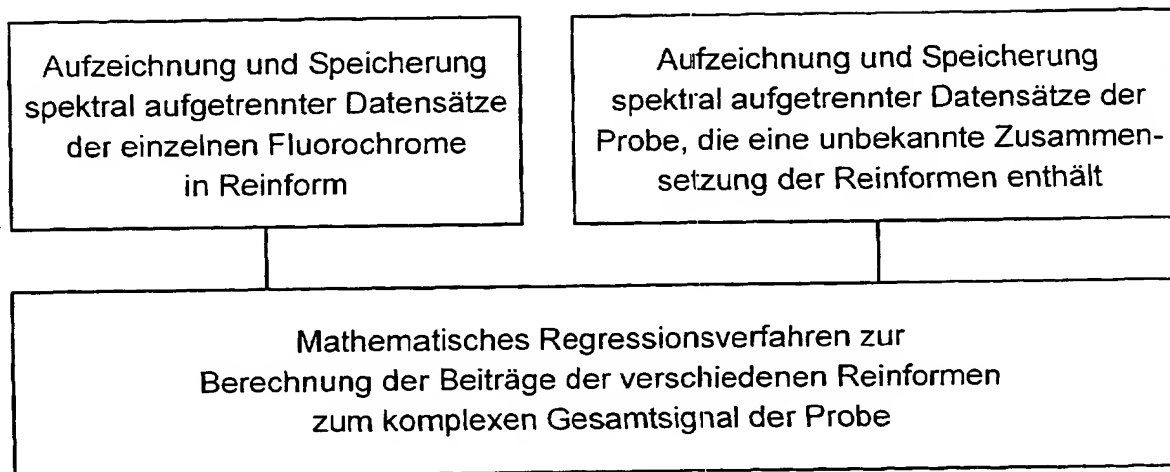 Aufzeichnung und Speicherung
spektral aufgetrennter Datensätze
der einzelnen Fluorochrome
in Reinform
Aufzeichnung und Speicherung
spektral aufgetrennter Datensätze der
Probe, die eine unbekannte Zusammen-
setzung der Reinformen enthält
Mathematisches Regressionsverfahren zur
Berechnung der Beiträge der verschiedenen Reinformen
zum komplexen Gesamtsignal der Probe